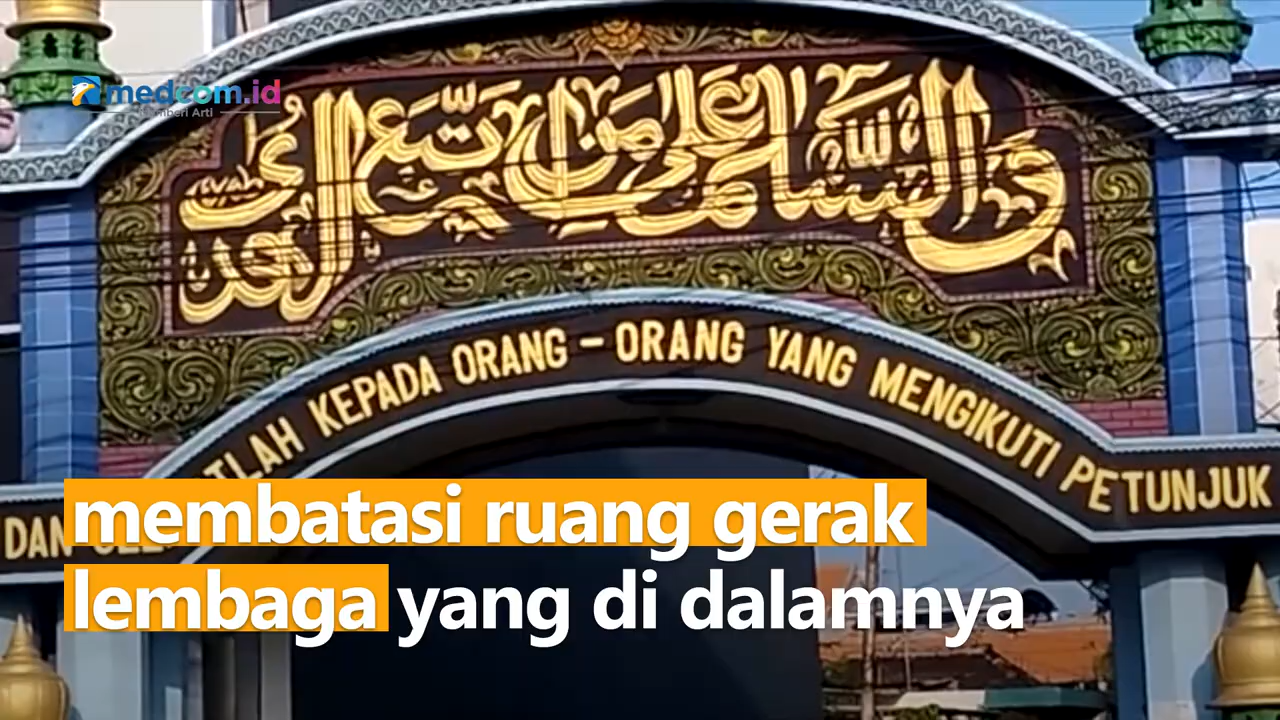 medcom.id
والسلام على من اتبع الهدى
DAN KEPADA ORANG - ORANG YANG MENGIKUTI PETUNJUK
membatasi ruang gerak
lembaga yang di dalamnya